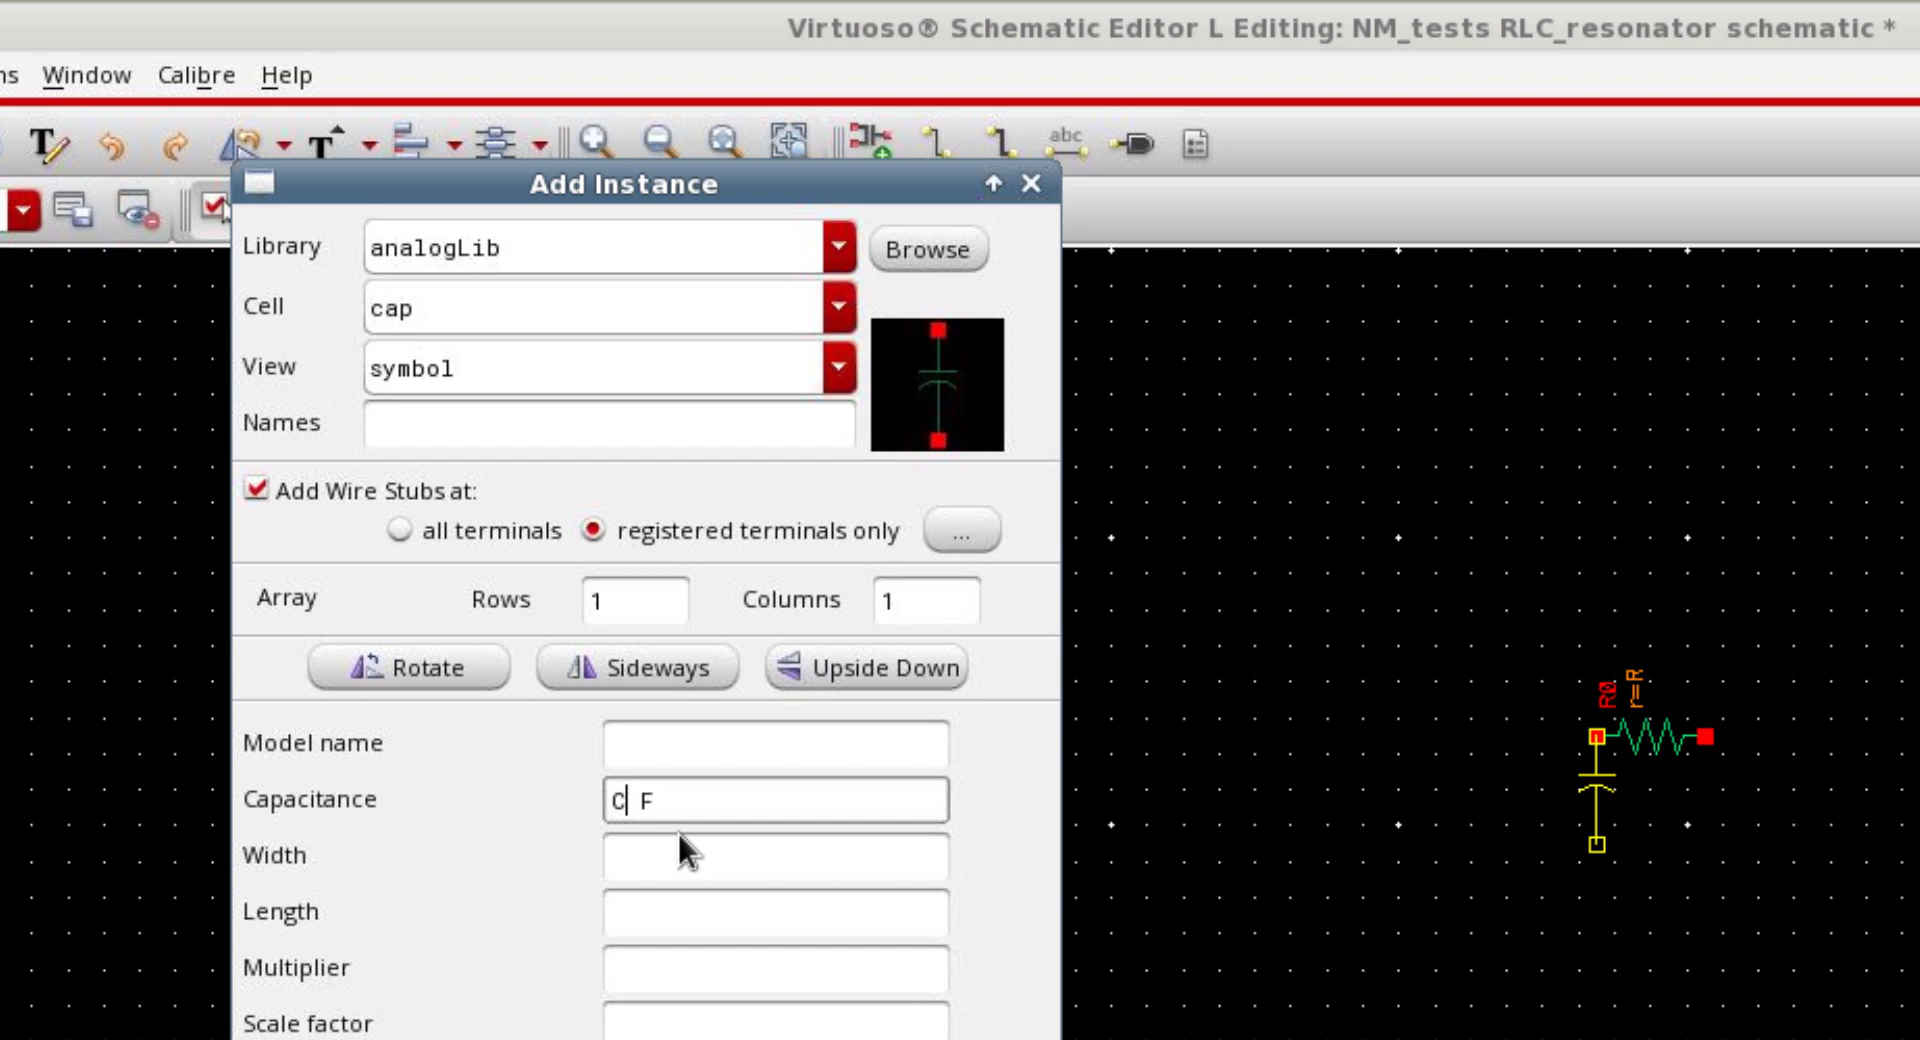 Virtuoso® Schematic Editor L Editing: NM_tests RLC_resonator schematic *
ns Window Calibre Help
T T abc
Add Instance
Library analogLib Browse
Cell cap
View symbol
Names
Add Wire Stubs at:
all terminals registered terminals only ...
Array Rows 1 Columns 1
Rotate Sideways Upside Down
Model name
Capacitance C F
Width
Length
Multiplier
Scale factor
R0
r=R